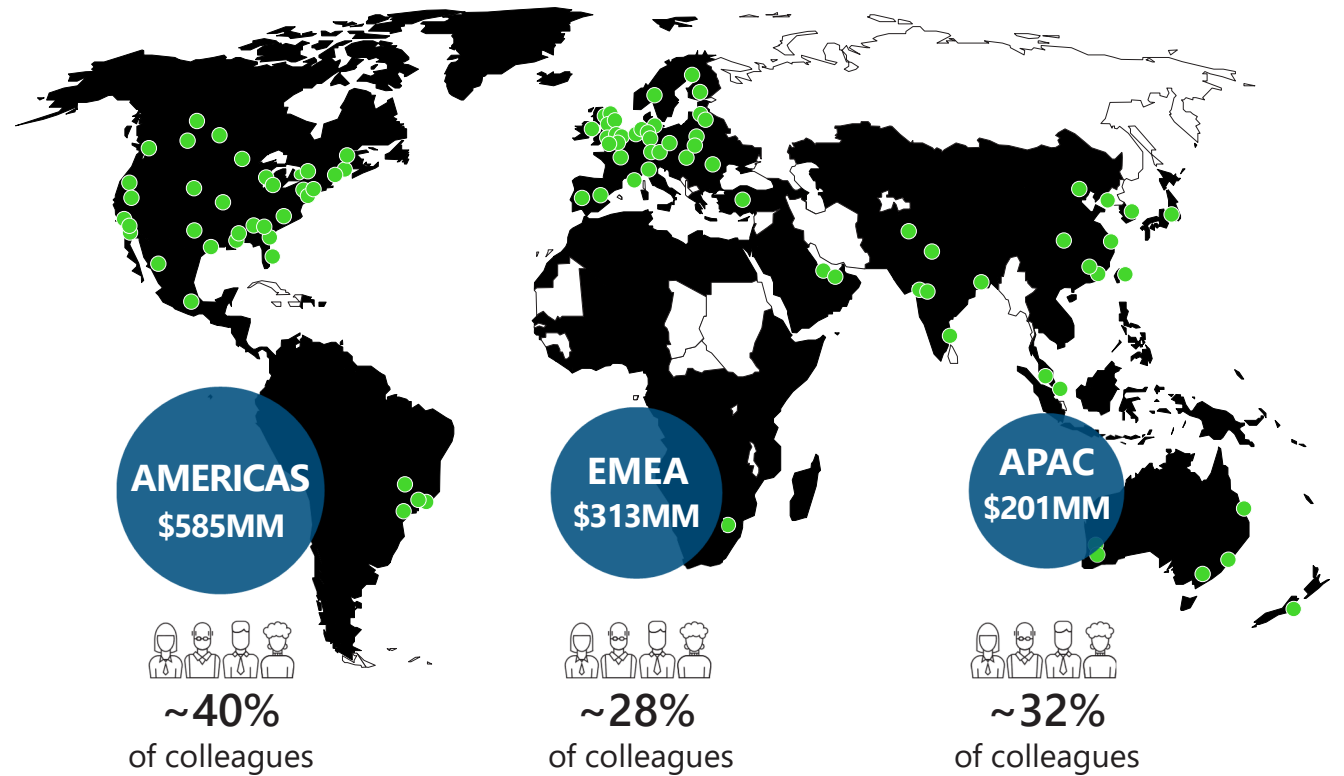 AMERICAS
$585MM
EMEA
$313MM
APAC
$201MM
~40%
of colleagues
~28%
of colleagues
~32%
of colleagues